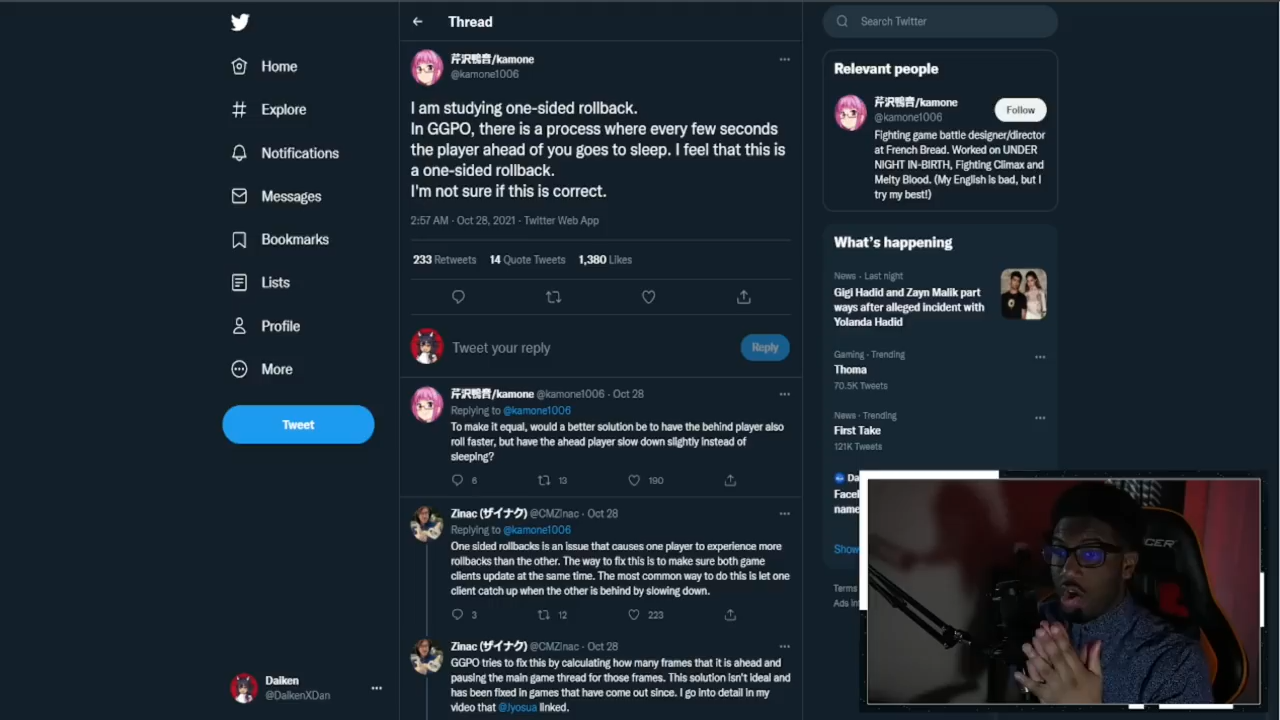 Home
Explore
Notifications
Messages
Bookmarks
Lists
Profile
More
Tweet
Daiken
@DaikenXDan
Thread
芹沢鴨音/kamone
@kamone1006
I am studying one-sided rollback.
In GGPO, there is a process where every few seconds
the player ahead of you goes to sleep. I feel that this is
a one-sided rollback.
I'm not sure if this is correct.
2:57 AM · Oct 28, 2021 · Twitter Web App
233 Retweets 14 Quote Tweets 1,380 Likes
Tweet your reply
Reply
芹沢鴨音/kamone @kamone1006 · Oct 28
Replying to @kamone1006
To make it equal, would a better solution be to have the behind player also
roll faster, but have the ahead player slow down slightly instead of
sleeping?
6 13 190
Zinac (ザイナク) @CMZinac · Oct 28
Replying to @kamone1006
One sided rollbacks is an issue that causes one player to experience more
rollbacks than the other. The way to fix this is to make sure both game
clients update at the same time. The most common way to do this is let one
client catch up when the other is behind by slowing down.
3 12 223
Zinac (ザイナク) @CMZinac · Oct 28
GGPO tries to fix this by calculating how many frames that it is ahead and
pausing the main game thread for those frames. This solution isn't ideal and
has been fixed in games that have come out since. I go into detail in my
video that @Jyosua linked.
Search Twitter
Relevant people
芹沢鴨音/kamone
@kamone1006
Follow
Fighting game battle designer/director
at French Bread. Worked on UNDER
NIGHT IN-BIRTH, Fighting Climax and
Melty Blood. (My English is bad, but I
try my best!)
What's happening
News · Last night
Gigi Hadid and Zayn Malik part
ways after alleged incident with
Yolanda Hadid
Gaming · Trending
Thoma
70.5K Tweets
News · Trending
First Take
121K Tweets
Da
Facel
name
Show
Terms
Ads in
CER